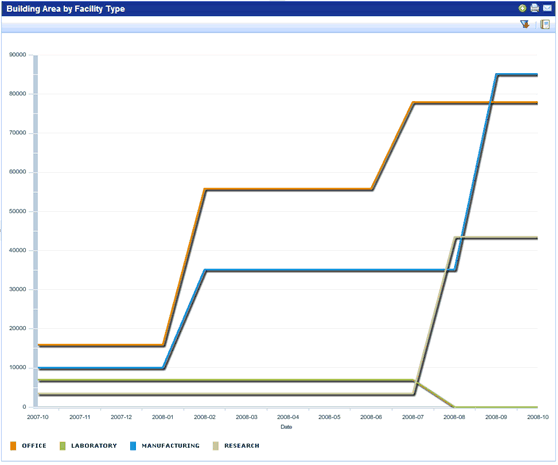 Building Area by Facility Type
90000
80000
70000
60000
50000
40000
30000
20000
10000
0
2007-10 2007-11 2007-12 2008-01 2008-02 2008-03 2008-04 2008-05 2008-06 2008-07 2008-08 2008-09 2008-10
Date
OFFICE LABORATORY MANUFACTURING RESEARCH